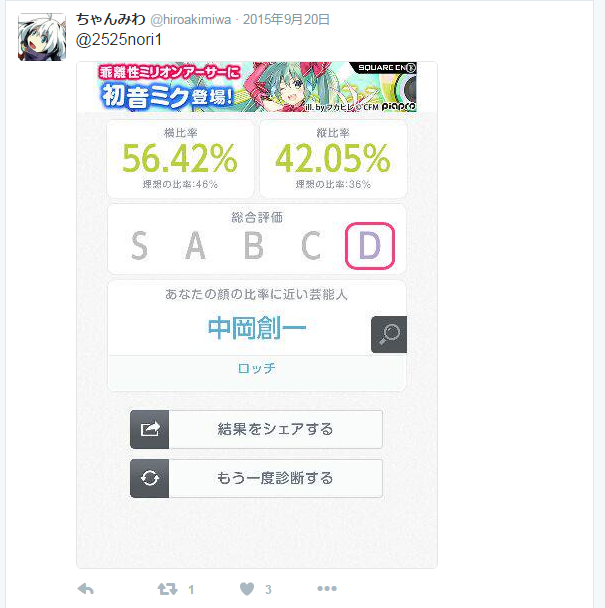 ちゃんみわ @hiroakimiwa · 2015年9月20日
@2525nori1
乖離性ミリオンアーサーに
初音ミク登場!
SQUARE ENIX
ill. by フカヒレ ©CFM piapro
横比率
56.42%
理想の比率:46%
縦比率
42.05%
理想の比率:36%
総合評価
S A B C D
あなたの顔の比率に近い芸能人
中岡創一
ロッチ
結果をシェアする
もう一度診断する
1
3